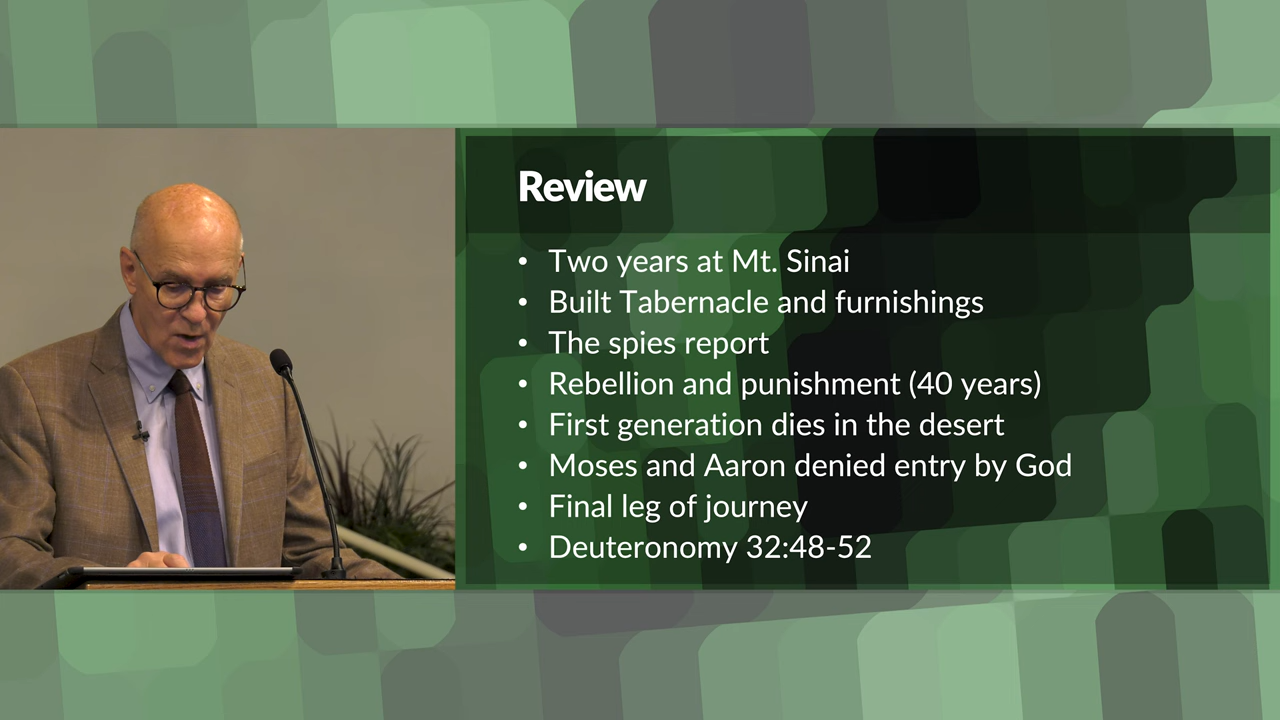 Review
• Two years at Mt. Sinai
• Built Tabernacle and furnishings
• The spies report
• Rebellion and punishment (40 years)
• First generation dies in the desert
• Moses and Aaron denied entry by God
• Final leg of journey
• Deuteronomy 32:48-52